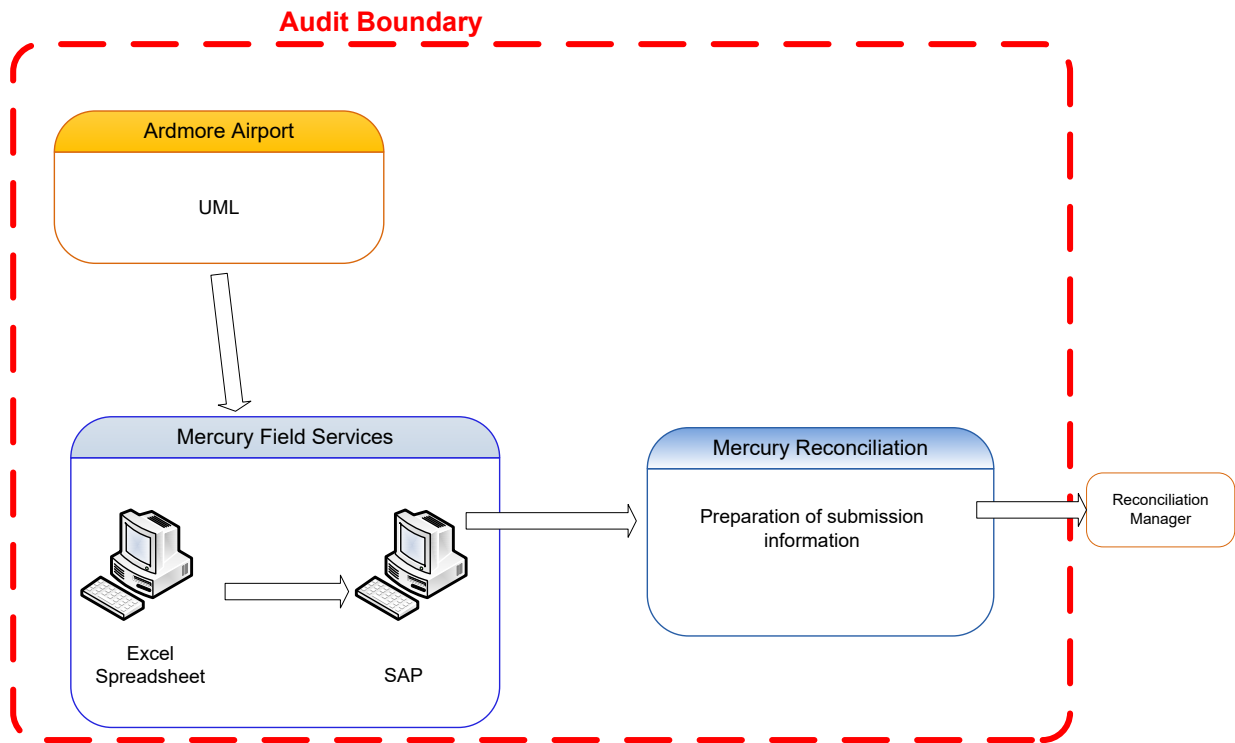 Audit Boundary
Ardmore Airport
UML
Mercury Field Services
Excel
Spreadsheet
SAP
Mercury Reconciliation
Preparation of submission
information
Reconciliation
Manager